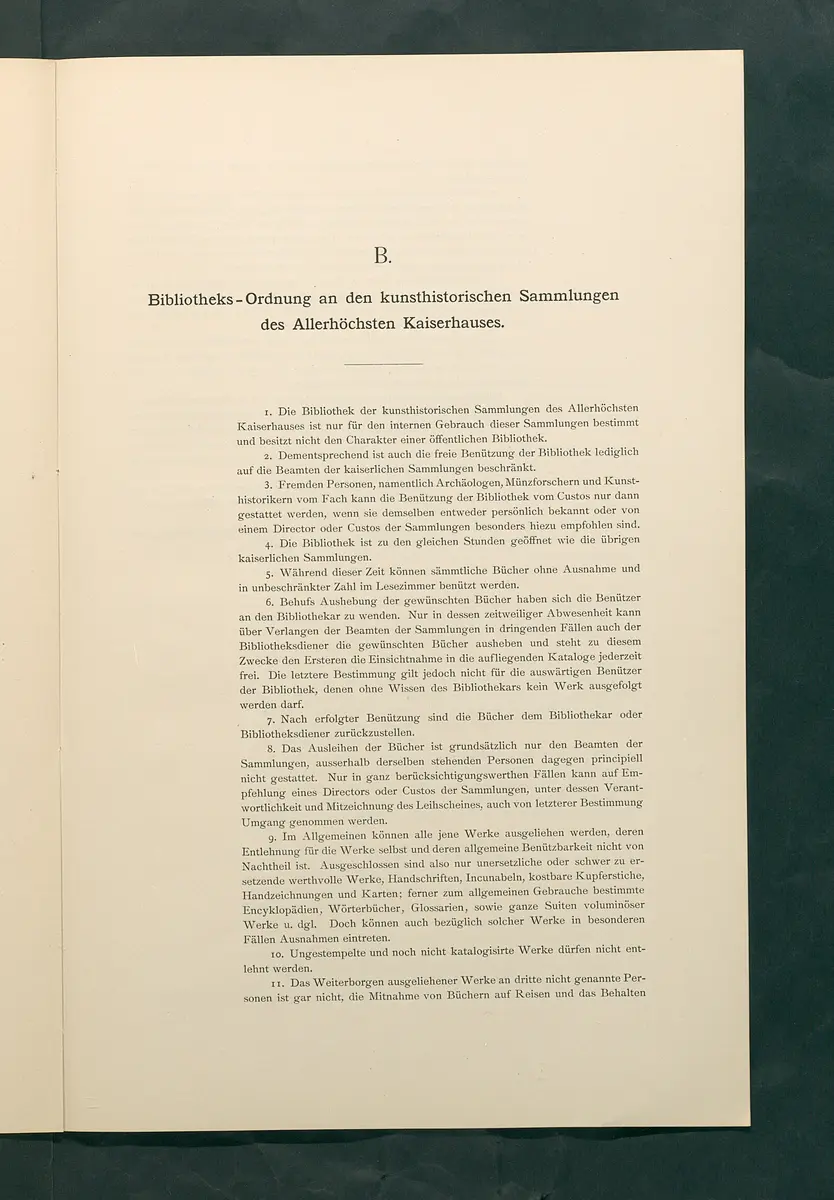 B.
Bibliotheks-Ordnung an den kunsthistorischen Sammlungen
des Allerhöchsten Kaiserhauses.
1. Die Bibliothek der kunsthistorischen Sammlungen des Allerhöchsten
Kaiserhauses ist nur für den internen Gebrauch dieser Sammlungen bestimmt
und besitzt nicht den Charakter einer öffentlichen Bibliothek.
2. Dementsprechend ist auch die freie Benützung der Bibliothek lediglich
auf die Beamten der kaiserlichen Sammlungen beschränkt.
3. Fremden Personen, namentlich Archäologen, Münzforschern und Kunst-
historikern vom Fach kann die Benützung der Bibliothek vom Custos nur dann
gestattet werden, wenn sie demselben entweder persönlich bekannt oder von
einem Director oder Custos der Sammlungen besonders hiezu empfohlen sind.
4. Die Bibliothek ist zu den gleichen Stunden geöffnet wie die übrigen
kaiserlichen Sammlungen.
5. Während dieser Zeit können sämmtliche Bücher ohne Ausnahme und
in unbeschränkter Zahl im Lesezimmer benützt werden.
6. Behufs Aushebung der gewünschten Bücher haben sich die Benützer
an den Bibliothekar zu wenden. Nur in dessen zeitweiliger Abwesenheit kann
über Verlangen der Beamten der Sammlungen in dringenden Fällen auch der
Bibliotheksdiener die gewünschten Bücher ausheben und steht zu diesem
Zwecke den Ersteren die Einsichtnahme in die aufliegenden Kataloge jederzeit
frei. Die letztere Bestimmung gilt jedoch nicht für die auswärtigen Benützer
der Bibliothek, denen ohne Wissen des Bibliothekars kein Werk ausgefolgt
werden darf.
7. Nach erfolgter Benützung sind die Bücher dem Bibliothekar oder
Bibliotheksdiener zurückzustellen.
8. Das Ausleihen der Bücher ist grundsätzlich nur den Beamten der
Sammlungen, ausserhalb derselben stehenden Personen dagegen principiell
nicht gestattet. Nur in ganz berücksichtigungswerthen Fällen kann auf Em-
pfehlung eines Directors oder Custos der Sammlungen, unter dessen Verant-
wortlichkeit und Mitzeichnung des Leihscheines, auch von letzterer Bestimmung
Umgang genommen werden.
9. Im Allgemeinen können alle jene Werke ausgeliehen werden, deren
Entlehnung für die Werke selbst und deren allgemeine Benützbarkeit nicht von
Nachtheil ist. Ausgeschlossen sind also nur unersetzliche oder schwer zu er-
setzende werthvolle Werke, Handschriften, Incunabeln, kostbare Kupferstiche,
Handzeichnungen und Karten; ferner zum allgemeinen Gebrauche bestimmte
Encyklopädien, Wörterbücher, Glossarien, sowie ganze Suiten voluminöser
Werke u. dgl. Doch können auch bezüglich solcher Werke in besonderen
Fällen Ausnahmen eintreten.
10. Ungestempelte und noch nicht katalogisirte Werke dürfen nicht ent-
lehnt werden.
11. Das Weiterborgen ausgeliehener Werke an dritte nicht genannte Per-
sonen ist gar nicht, die Mitnahme von Büchern auf Reisen und das Behalten